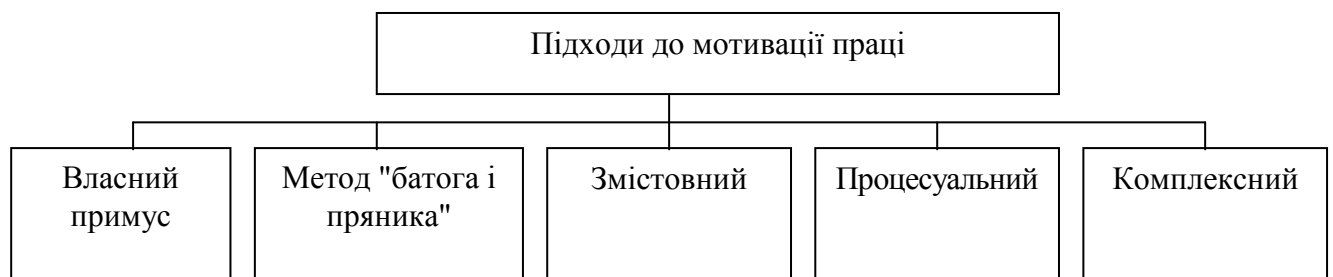 Підходи до мотивації праці
Власний
примус
Метод "батога і
пряника"
Змістовний
Процесуальний
Комплексний